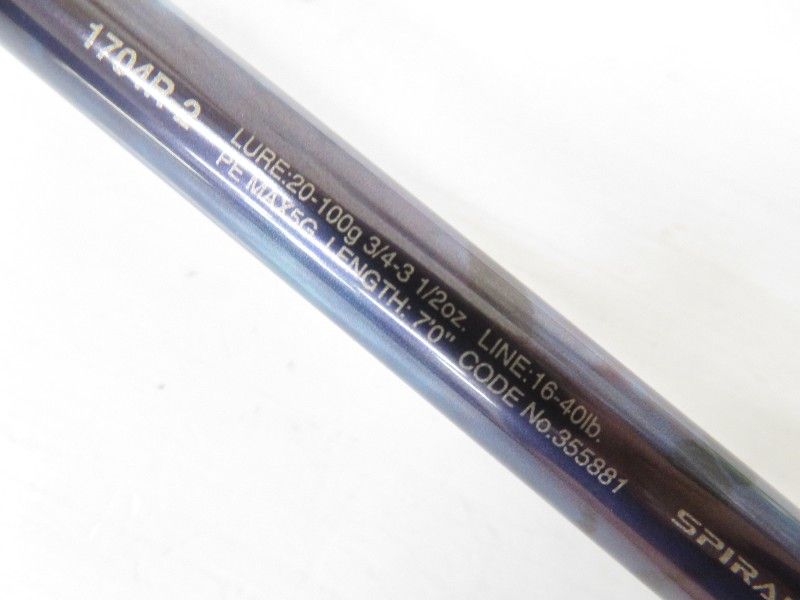 1704R-2
LURE:20-100g 3/4-3 1/2oz. LINE:16-40lb.
PE MAX5G LENGTH: 7'0" CODE No.355881